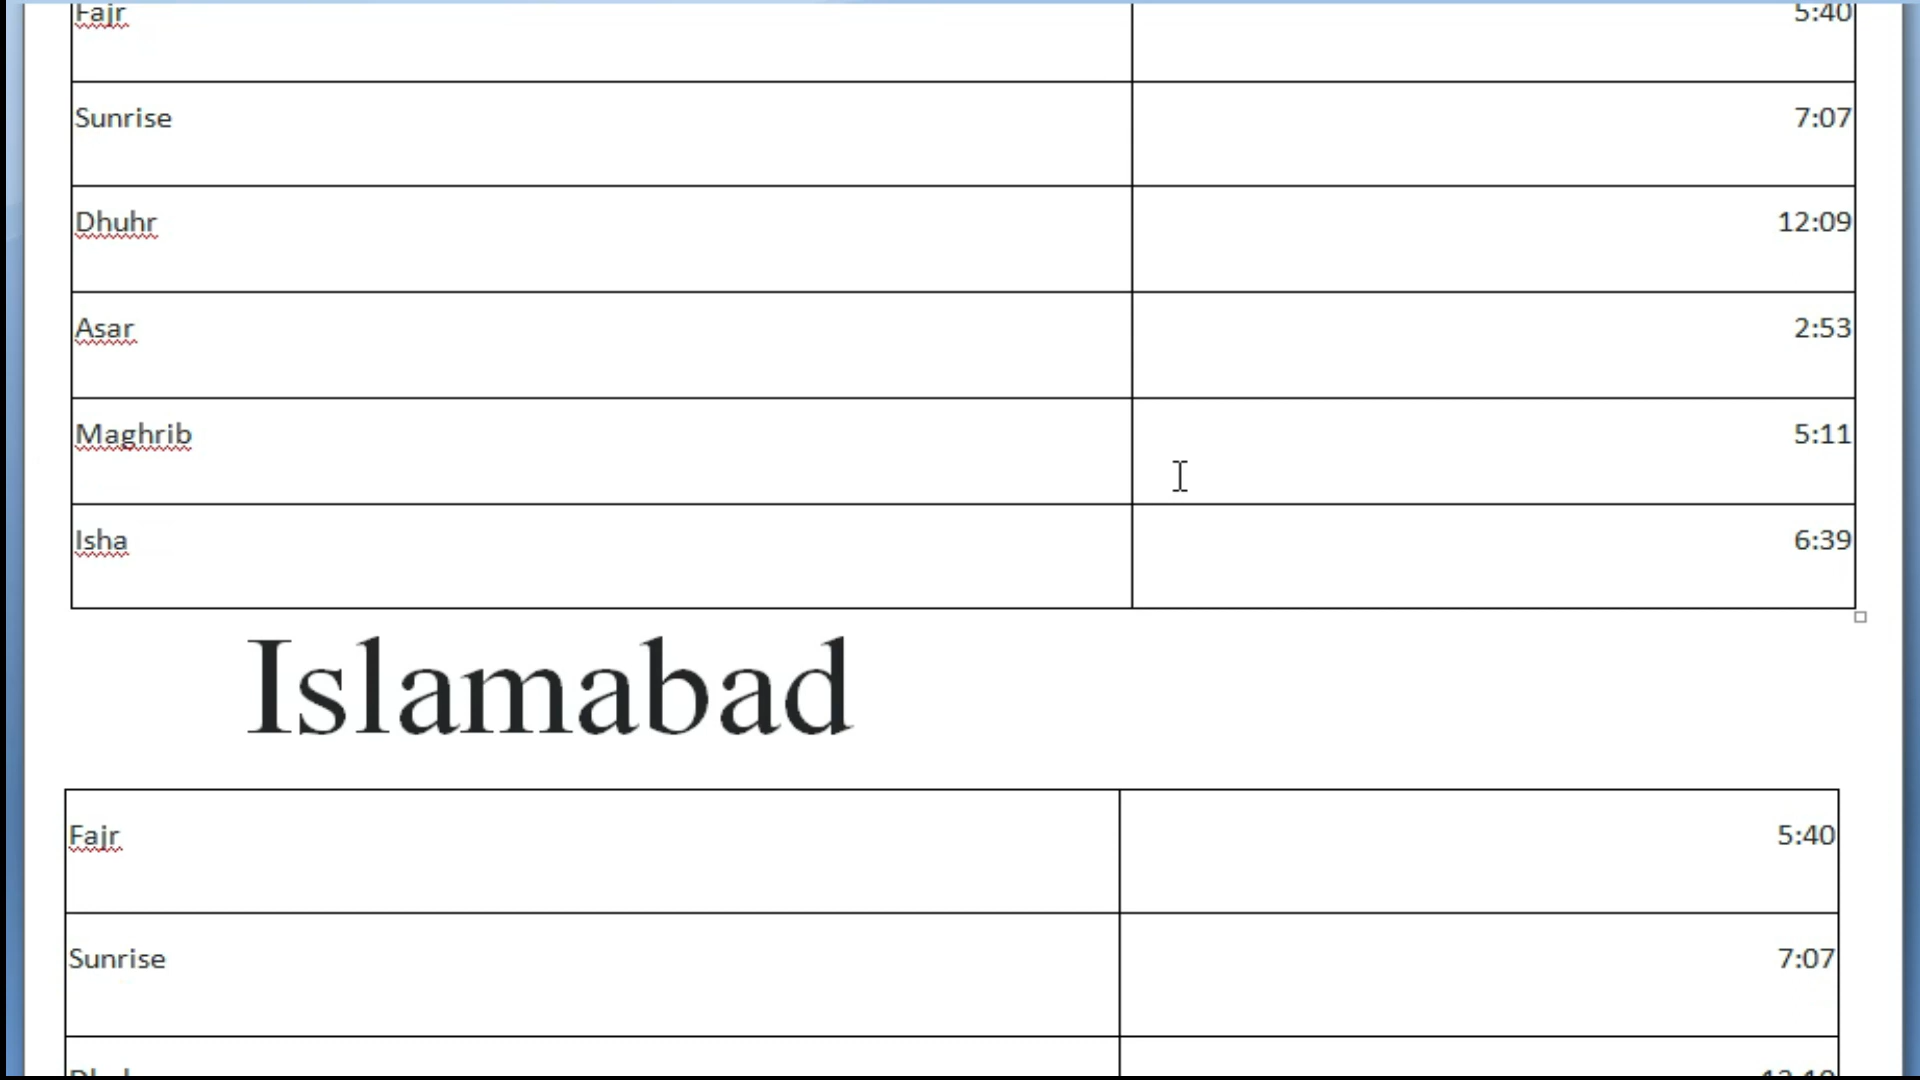 Fajr 5:40
Sunrise 7:07
Dhuhr 12:09
Asar 2:53
Maghrib 5:11
Isha 6:39
Islamabad
Fajr 5:40
Sunrise 7:07